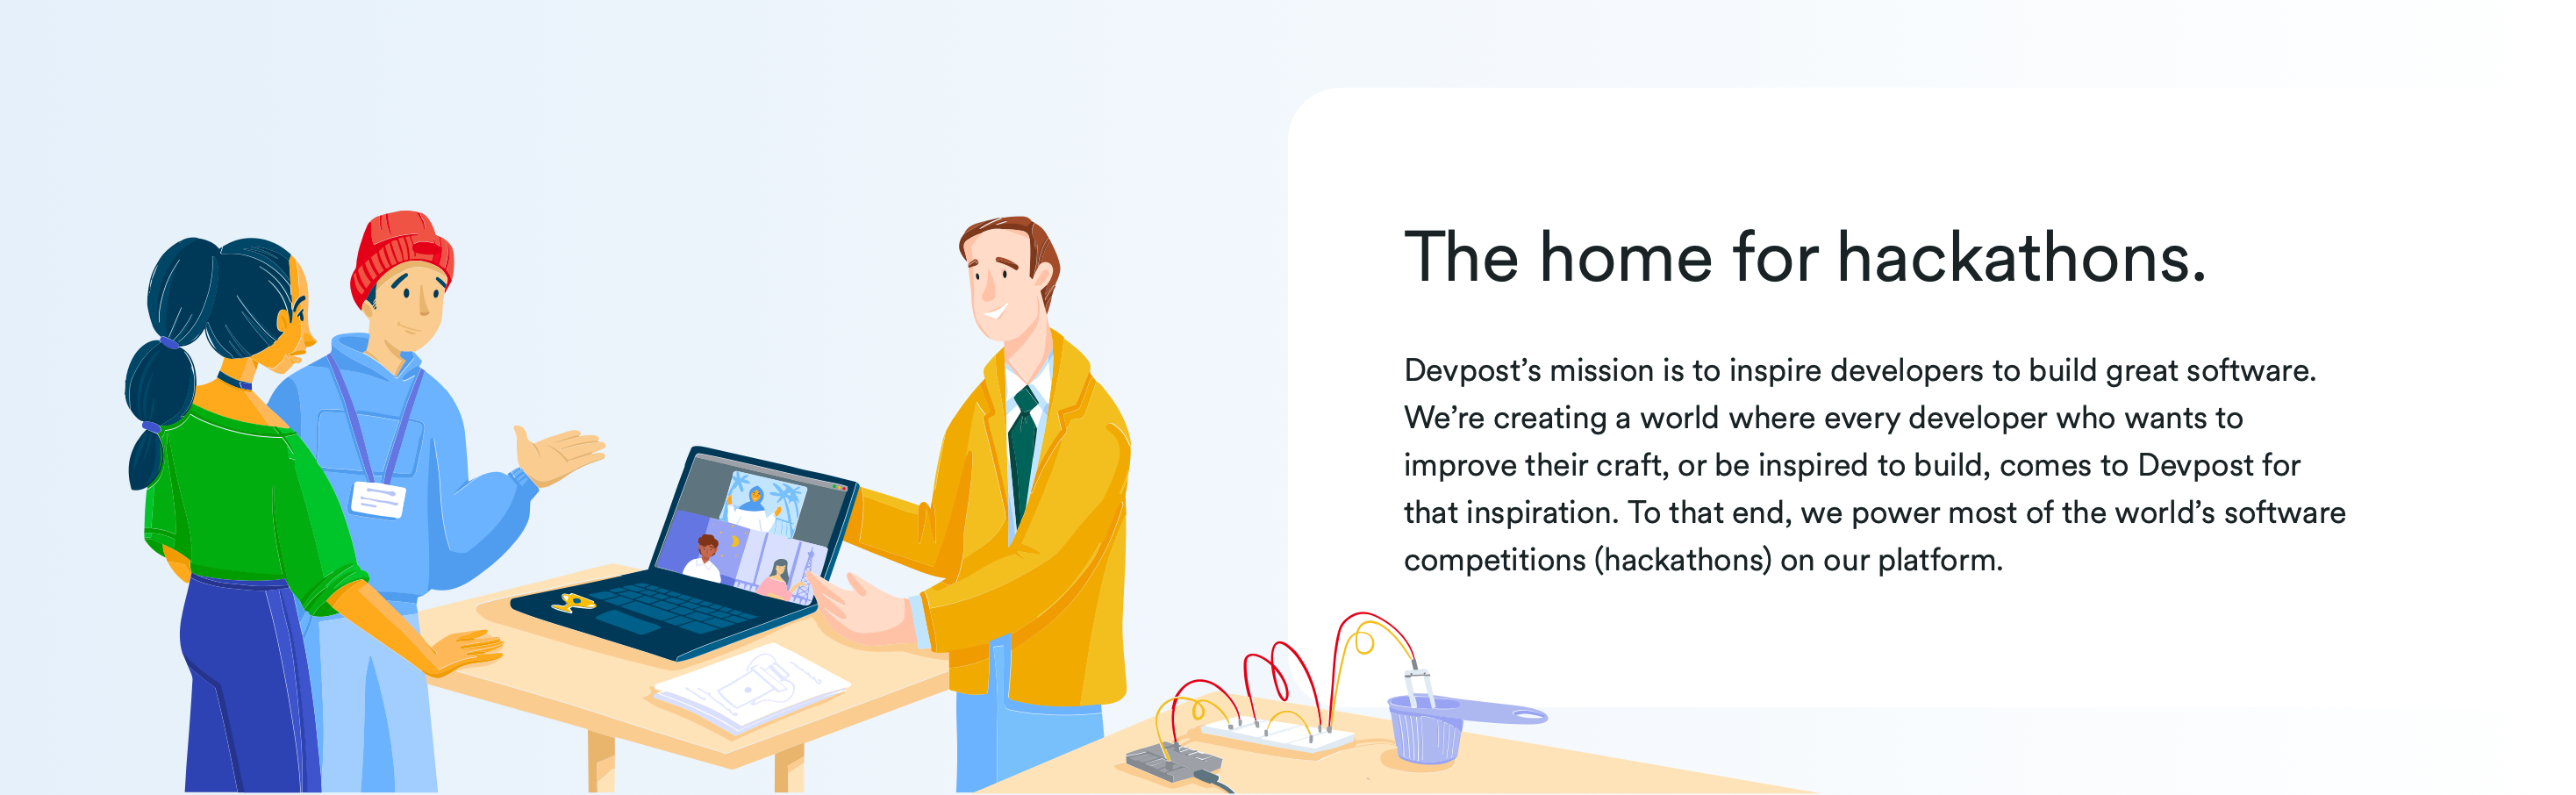 The home for hackathons.
Devpost’s mission is to inspire developers to build great software.
We’re creating a world where every developer who wants to
improve their craft, or be inspired to build, comes to Devpost for
that inspiration. To that end, we power most of the world’s software
competitions (hackathons) on our platform.